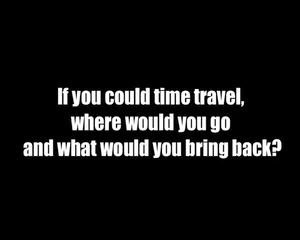 If you could time travel,
where would you go
and what would you bring back?